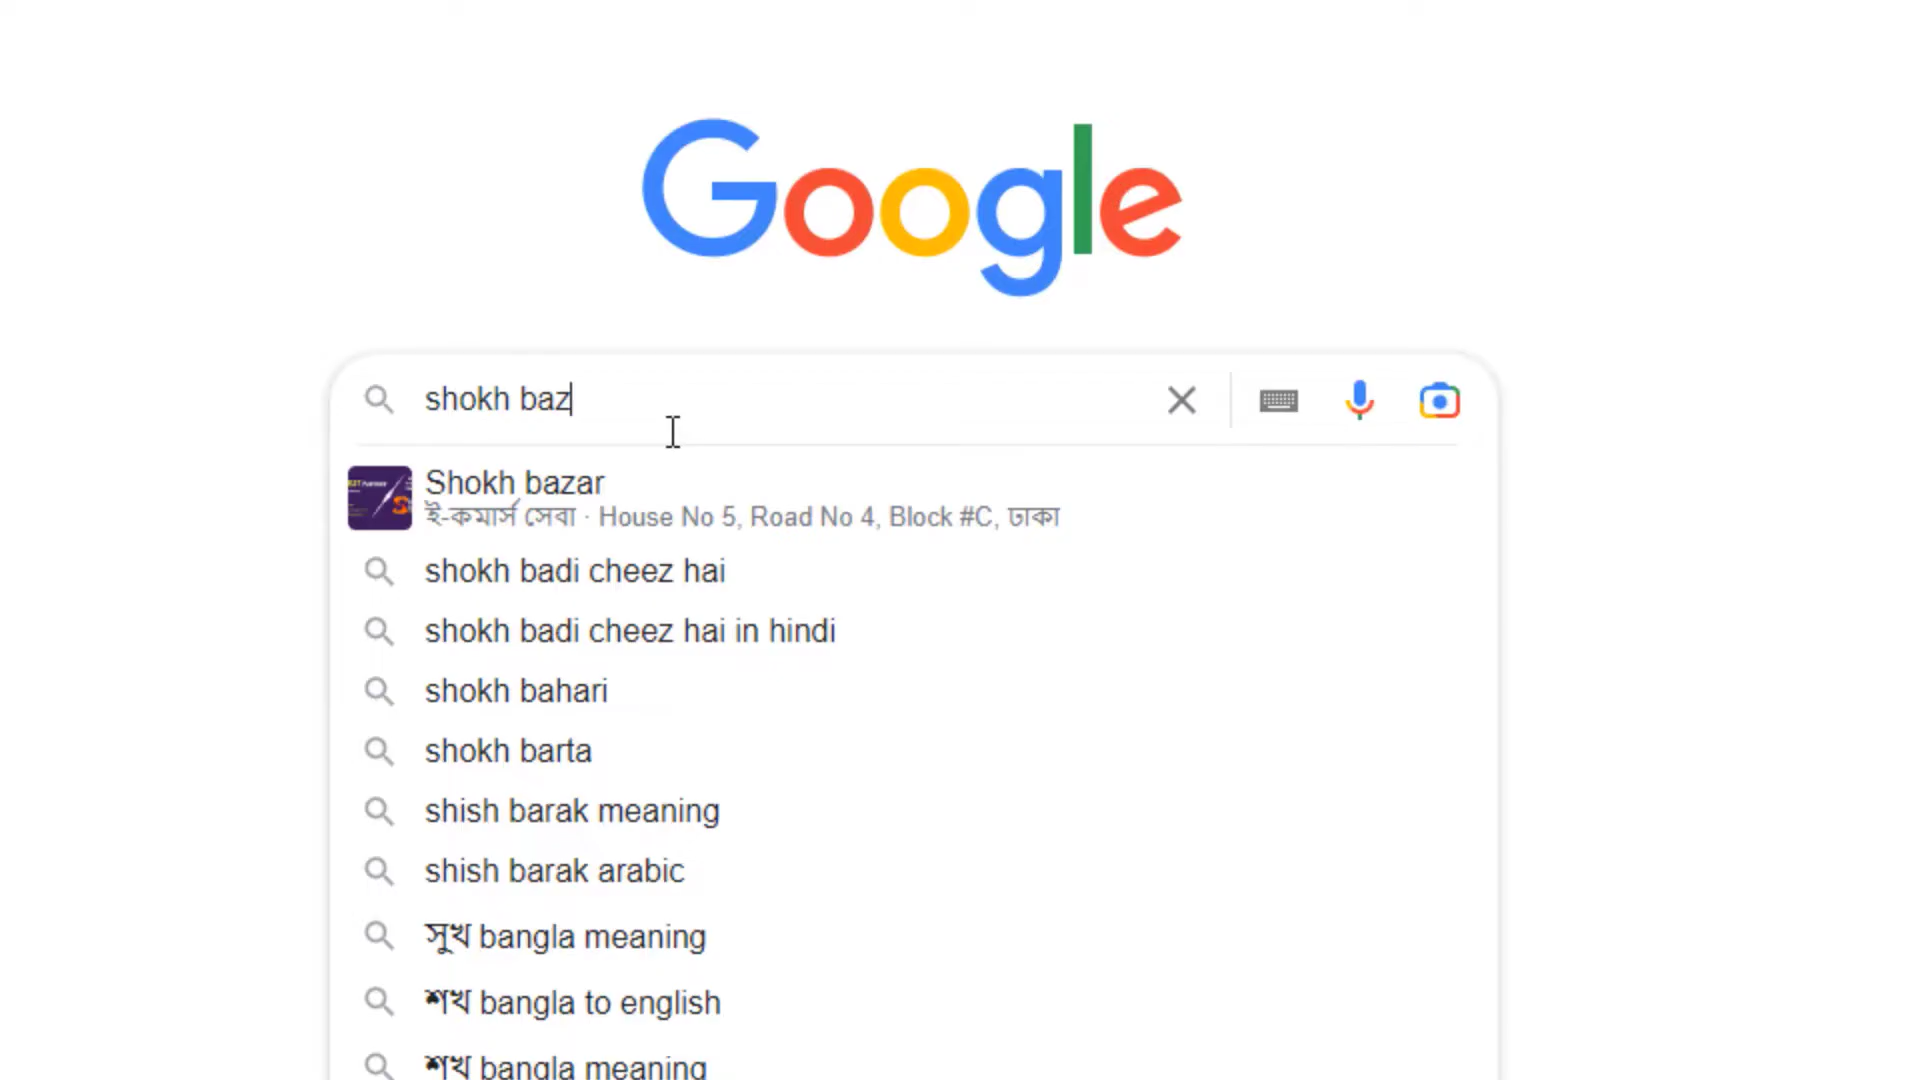 Google
shokh baz
Shokh bazar
ই-কমার্স সেবা · House No 5, Road No 4, Block #C, ঢাকা
shokh badi cheez hai
shokh badi cheez hai in hindi
shokh bahari
shokh barta
shish barak meaning
shish barak arabic
সুখ bangla meaning
শখ bangla to english
শখ bangla meaning